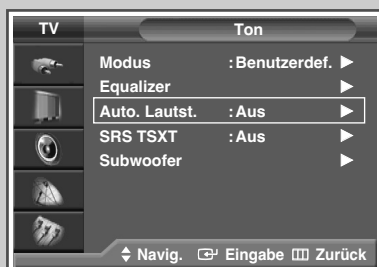 TV Ton
Modus :Benutzerdef. ▶
Equalizer ▶
Auto. Lautst. :Aus ▶
SRS TSXT :Aus ▶
Subwoofer ▶
Navig. Eingabe Zurück